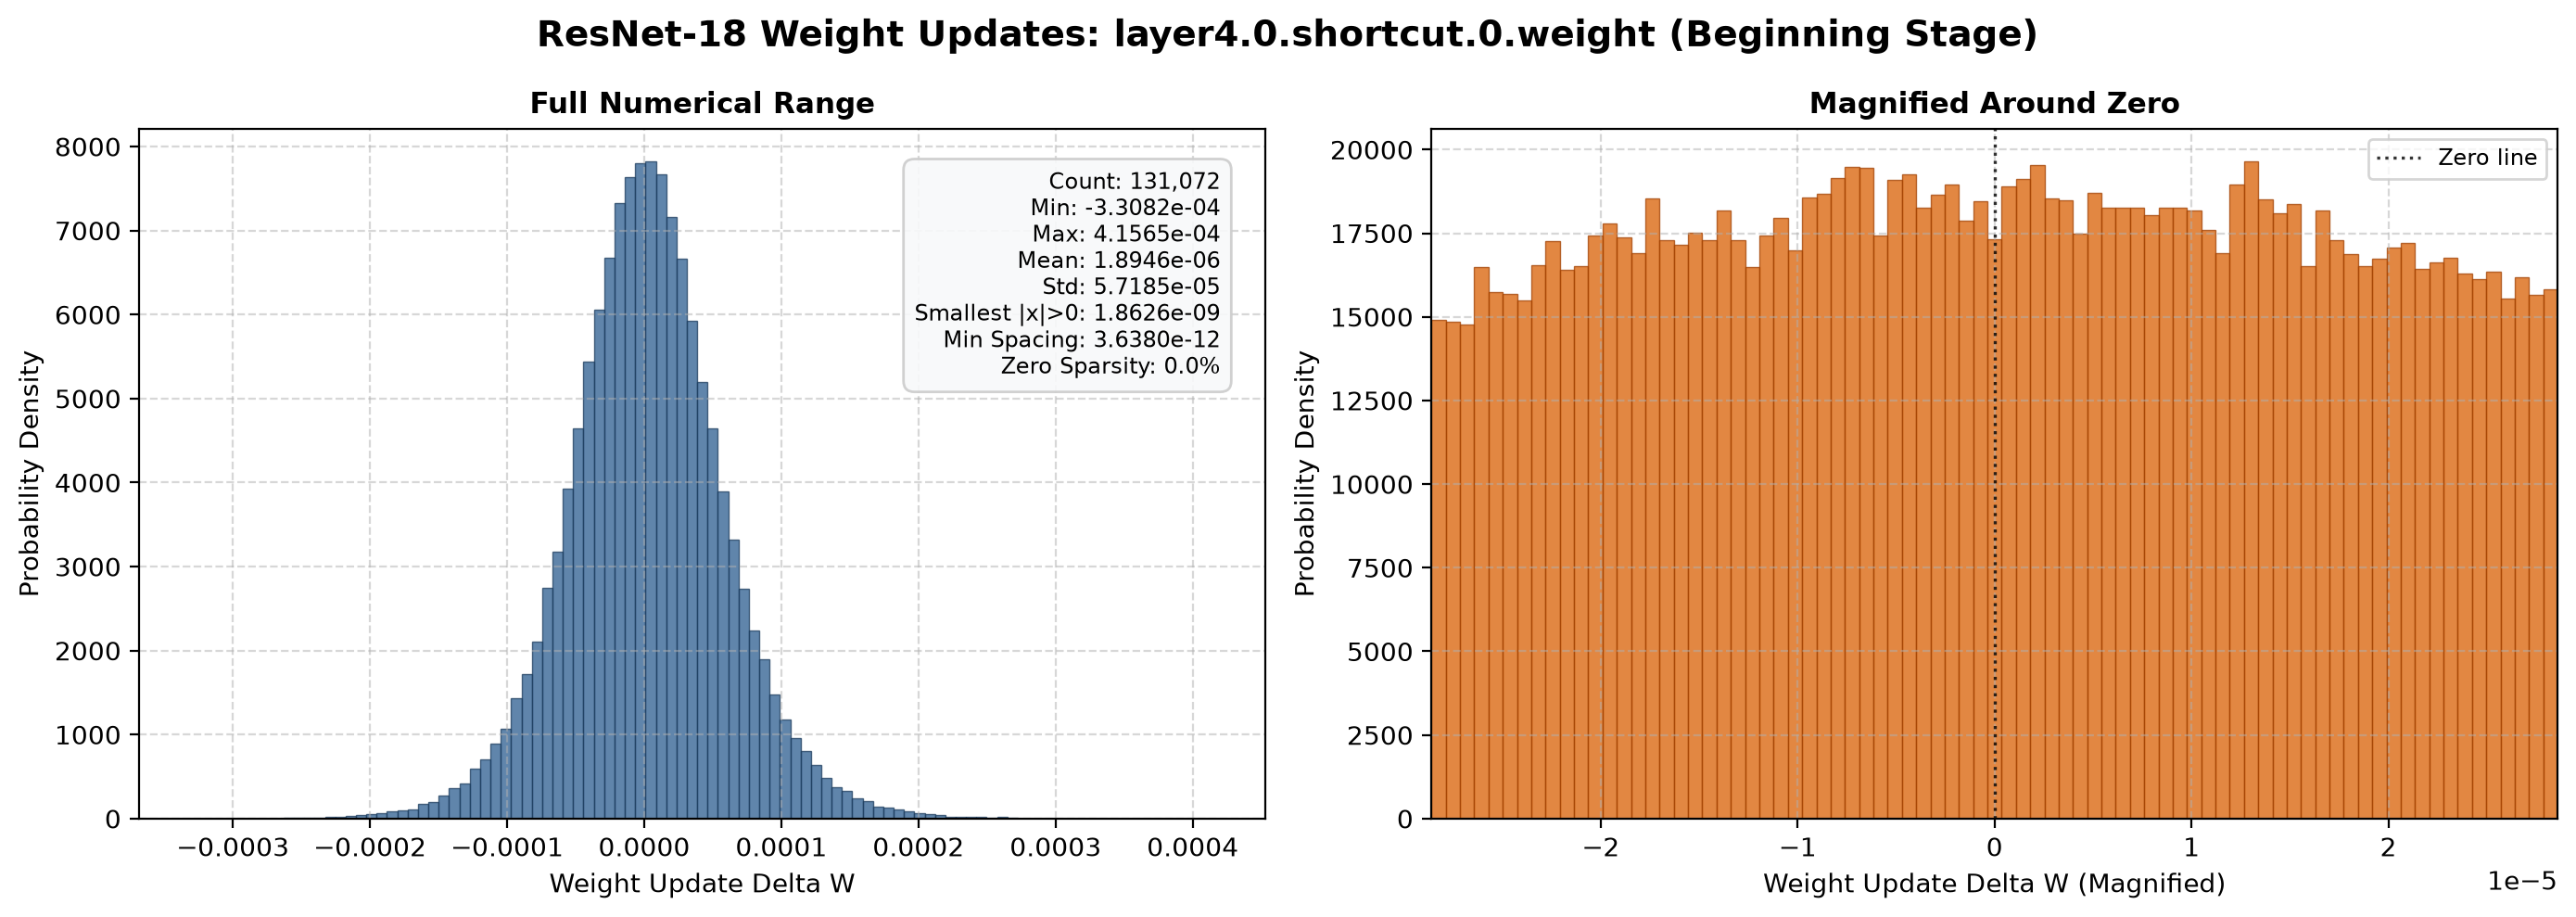 ResNet-18 Weight Updates: layer4.0.shortcut.0.weight (Beginning Stage)
Full Numerical Range
Probability Density
8000
7000
6000
5000
4000
3000
2000
1000
0
Count: 131,072
Min: -3.3082e-04
Max: 4.1565e-04
Mean: 1.8946e-06
Std: 5.7185e-05
Smallest |x|>0: 1.8626e-09
Min Spacing: 3.6380e-12
Zero Sparsity: 0.0%
−0.0003 −0.0002 −0.0001 0.0000 0.0001 0.0002 0.0003 0.0004
Weight Update Delta W
Magnified Around Zero
Probability Density
20000
17500
15000
12500
10000
7500
5000
2500
0
Zero line
−2 −1 0 1 2
1e−5
Weight Update Delta W (Magnified)